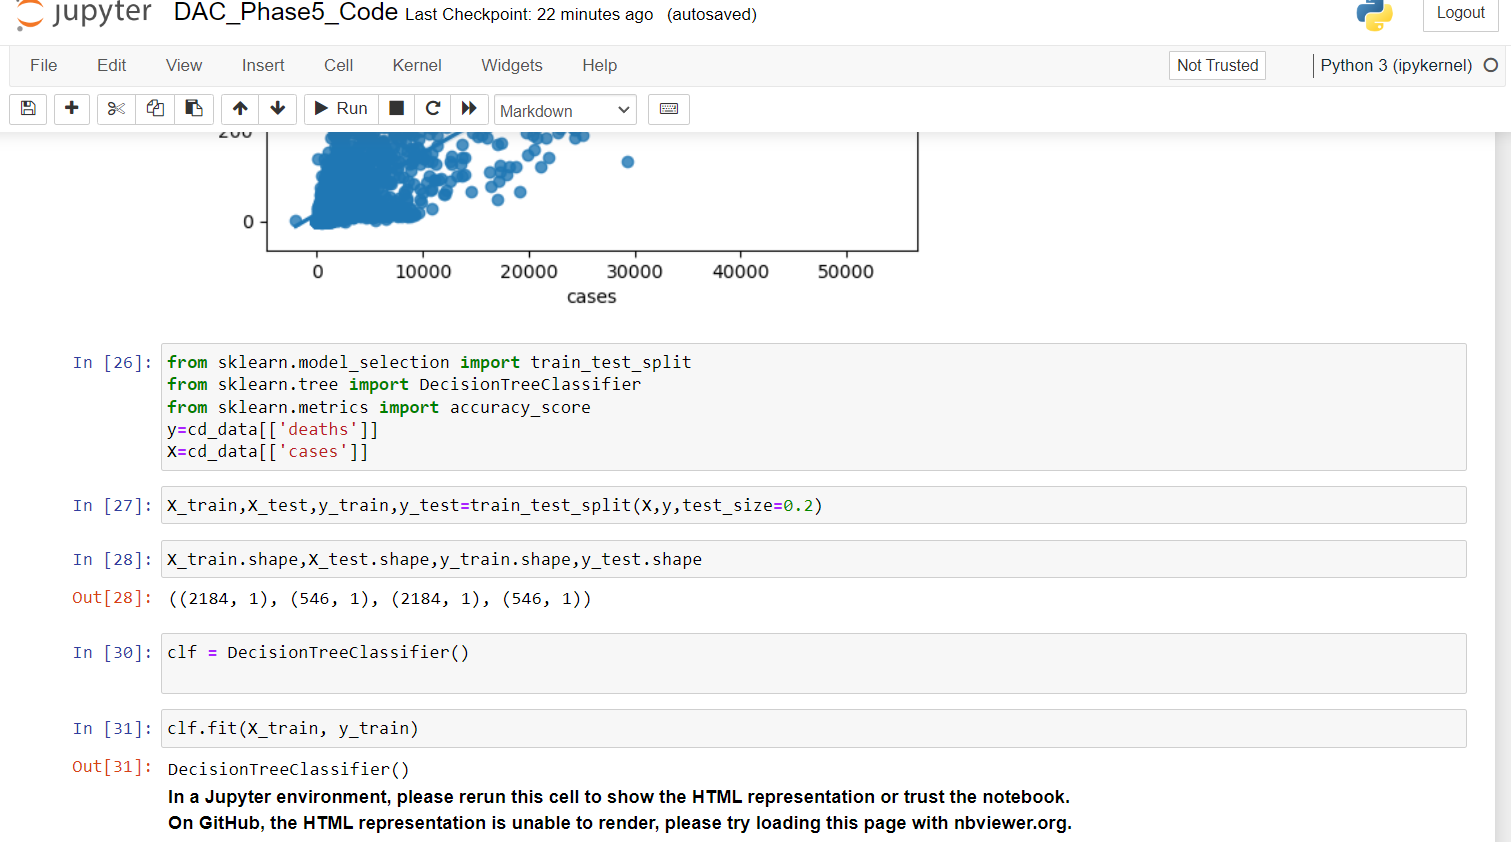 jupyter DAC_Phase5_Code Last Checkpoint: 22 minutes ago (autosaved) Logout
File Edit View Insert Cell Kernel Widgets Help Not Trusted Python 3 (ipykernel)
Run Markdown
200
0
0 10000 20000 30000 40000 50000
cases
In [26]: from sklearn.model_selection import train_test_split
from sklearn.tree import DecisionTreeClassifier
from sklearn.metrics import accuracy_score
y=cd_data[['deaths']]
X=cd_data[['cases']]
In [27]: X_train,X_test,y_train,y_test=train_test_split(X,y,test_size=0.2)
In [28]: X_train.shape,X_test.shape,y_train.shape,y_test.shape
Out[28]: ((2184, 1), (546, 1), (2184, 1), (546, 1))
In [30]: clf = DecisionTreeClassifier()
In [31]: clf.fit(X_train, y_train)
Out[31]: DecisionTreeClassifier()
In a Jupyter environment, please rerun this cell to show the HTML representation or trust the notebook.
On GitHub, the HTML representation is unable to render, please try loading this page with nbviewer.org.